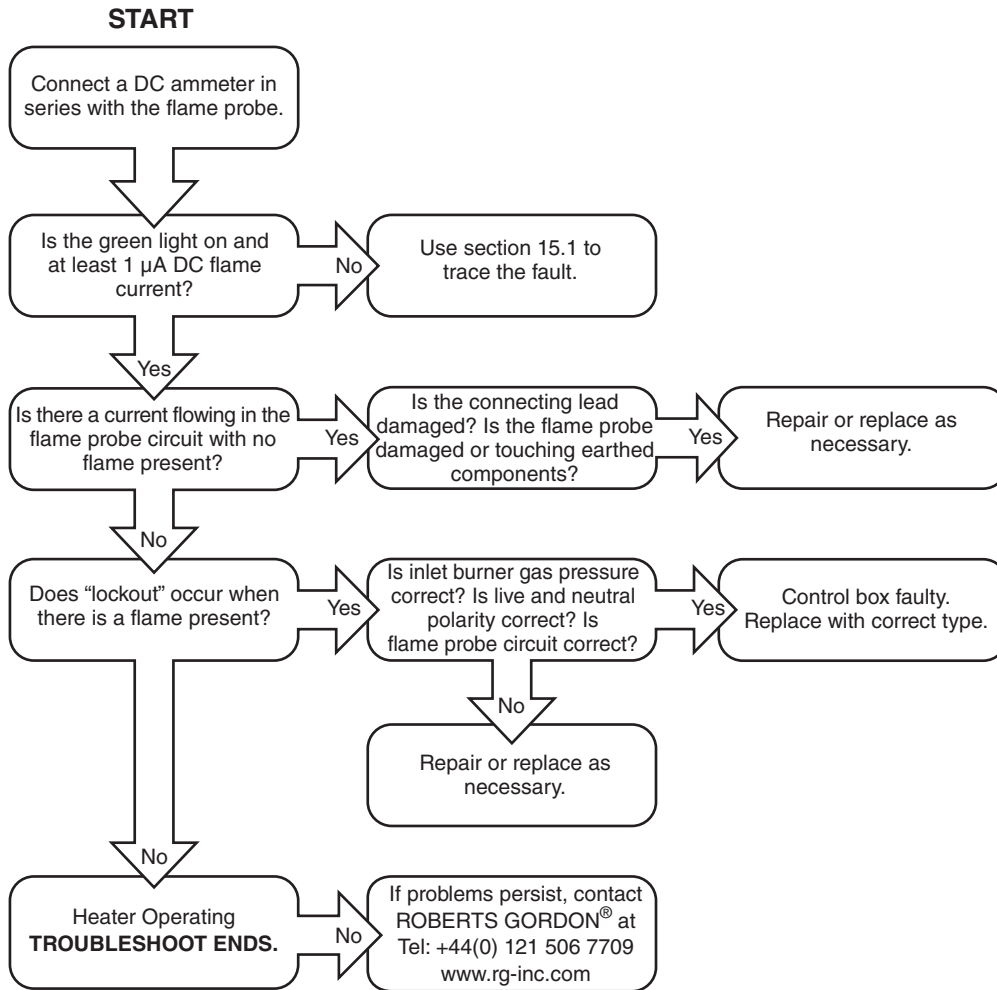 START
Connect a DC ammeter in
series with the flame probe.
Is the green light on and
at least 1 µA DC flame
current?
No
Use section 15.1 to
trace the fault.
Yes
Is there a current flowing in the
flame probe circuit with no
flame present?
Yes
Is the connecting lead
damaged? Is the flame probe
damaged or touching earthed
components?
Yes
Repair or replace as
necessary.
No
Does “lockout” occur when
there is a flame present?
Yes
Is inlet burner gas pressure
correct? Is live and neutral
polarity correct? Is
flame probe circuit correct?
Yes
Control box faulty.
Replace with correct type.
No
Repair or replace as
necessary.
No
Heater Operating
TROUBLESHOOT ENDS.
No
If problems persist, contact
ROBERTS GORDON® at
Tel: +44(0) 121 506 7709
www.rg-inc.com